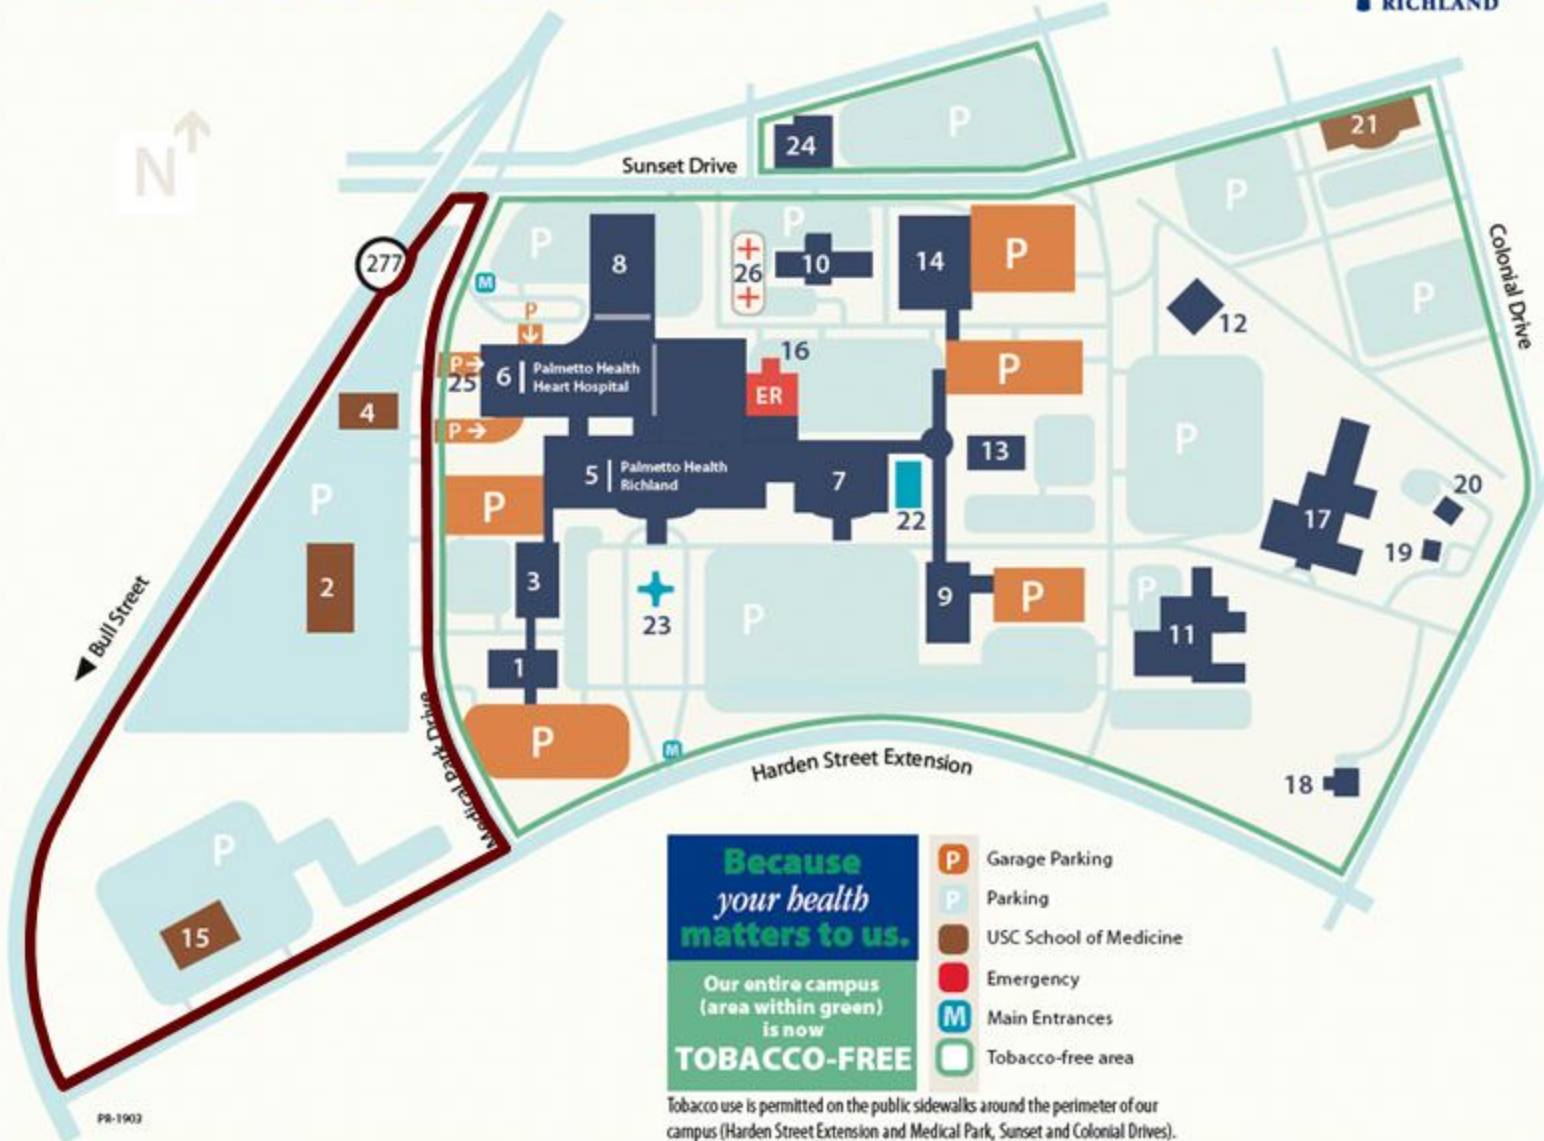 RICHLAND
N
P
24
21
Sunset Drive
P
277
P
P
8
26
10
14
P
M
P
12
Colonial Drive
P
P
25
6
Palmetto Health
Heart Hospital
16
ER
P
4
P
P
P
5
Palmetto Health
Richland
7
13
22
P
20
17
19
2
3
23
P
9
P
P
11
Bull Street
1
Medical Park Drive
P
M
Harden Street Extension
18
P
15
Because
your health
matters to us.
Our entire campus
(area within green)
is now
TOBACCO-FREE
P Garage Parking
P Parking
USC School of Medicine
Emergency
M Main Entrances
Tobacco-free area
Tobacco use is permitted on the public sidewalks around the perimeter of our
campus (Harden Street Extension and Medical Park, Sunset and Colonial Drives).
PR-1903